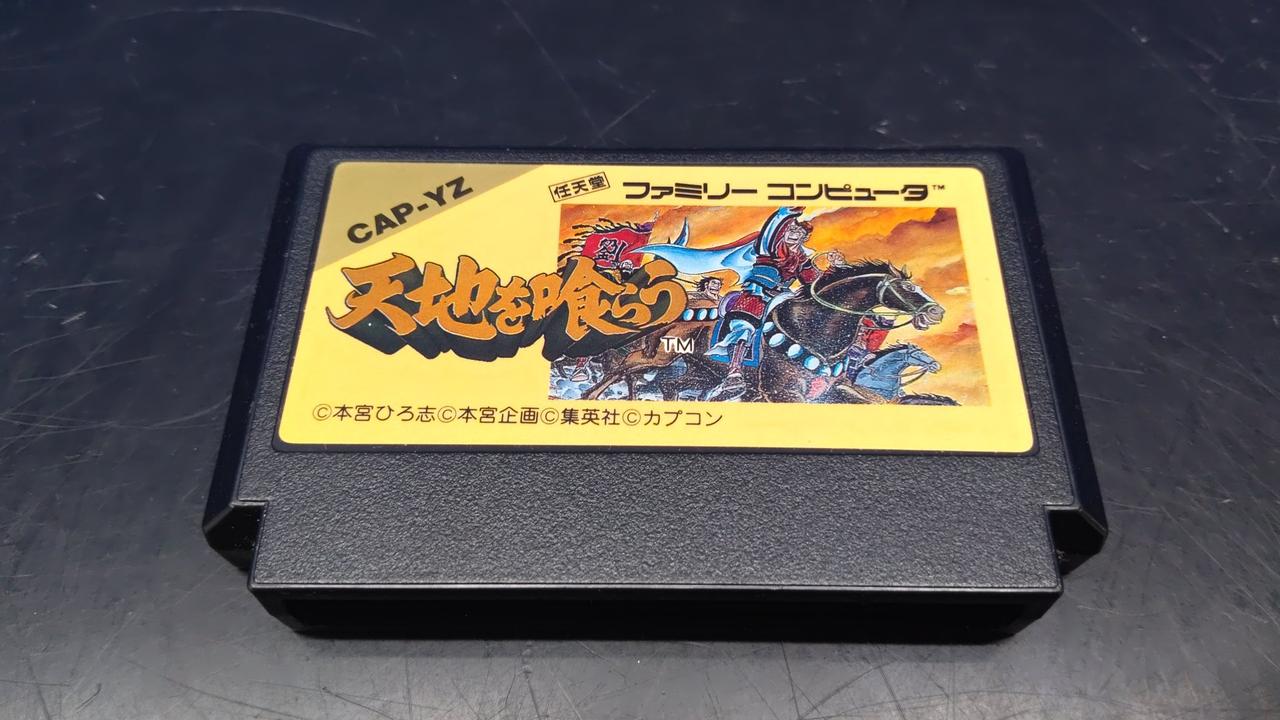 CAP-YZ
任天堂 ファミリー コンピュータ™
劉
天地を喰らう
TM
©本宮ひろ志©本宮企画©集英社©カプコン